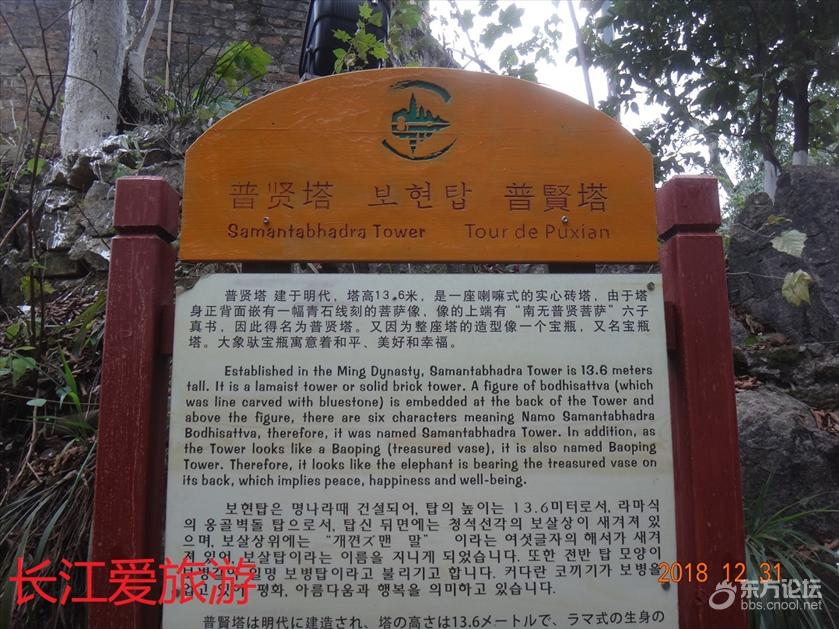 普贤塔 보현탑 普賢塔
Samantabhadra Tower Tour de Puxian
普贤塔 建于明代，塔高13.6米，是一座喇嘛式的实心砖塔，由于塔
身正背面嵌有一幅青石线刻的菩萨像，像的上端有“南无普贤菩萨”六子
真书，因此得名为普贤塔。又因为整座塔的造型像一个宝瓶，又名宝瓶
塔。大象驮宝瓶寓意着和平、美好和幸福。
Established in the Ming Dynasty, Samantabhadra Tower is 13.6 meters
tall. It is a lamaist tower or solid brick tower. A figure of bodhisattva (which
was line carved with bluestone) is embedded at the back of the Tower and
above the figure, there are six characters meaning Namo Samantabhadra
Bodhisattva, therefore, it was named Samantabhadra Tower. In addition, as
the Tower looks like a Baoping (treasured vase), it is also named Baoping
Tower. Therefore, it looks like the elephant is bearing the treasured vase on
its back, which implies peace, happiness and well-being.
보현탑은 명나라때 건설되어, 탑의 높이는 13.6미터로서, 라마식
의 옹골벽돌 탑으로서, 탑신 뒤면에는 청석선각의 보살상이 새겨져 있
으며, 보살상위에는 “개껸ズ맨 말” 이라는 여섯글자의 해서가 새겨
져 있어, 보살탑이라는 이름을 지니게 되었습니다. 또한 전반 탑 모양이
일명 보병탑이라고 불리기고 합니다. 커다란 코끼기가 보병을
평화, 아름다움과 행복을 의미하고 있습니다.
普賢塔は明代に建造され、塔の高さは13.6メートルで、ラマ式の生身の
长江爱旅游
2018 12 31
东方论坛
bbs.cnool.net